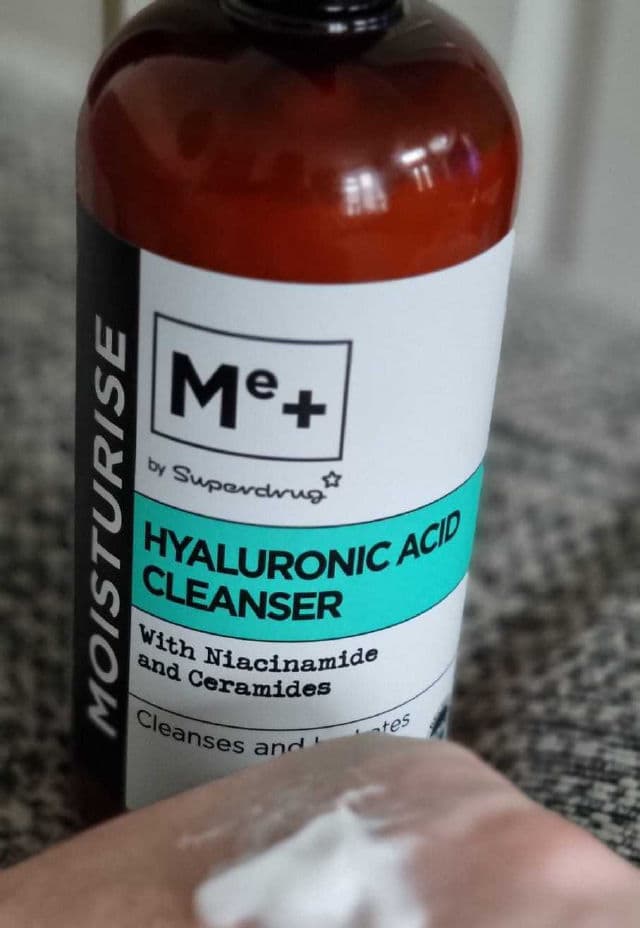 MOISTURISE
Me+
by Superdrug
HYALURONIC ACID
CLEANSER
With Niacinamide
and Ceramides
Cleanses and